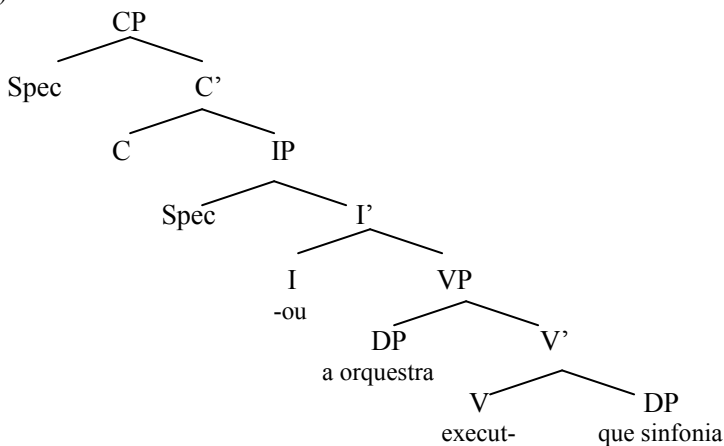 )
CP
Spec C’
C IP
Spec I’
I VP
-ou
DP V’
a orquestra
V DP
execut- que sinfonia